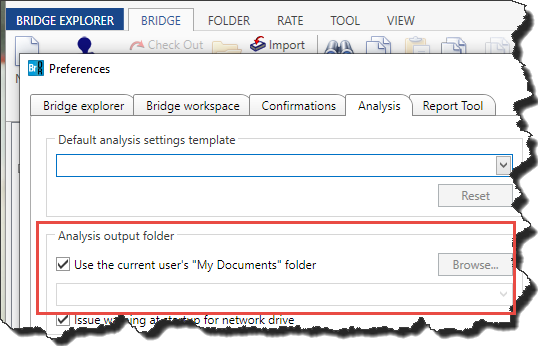 BRIDGE EXPLORER BRIDGE FOLDER RATE TOOL VIEW
Check Out Import
Br Preferences
Bridge explorer Bridge workspace Confirmations Analysis Report Tool
Default analysis settings template
Reset
Analysis output folder
Use the current user's "My Documents" folder Browse...
Issue warning at startup for network drive